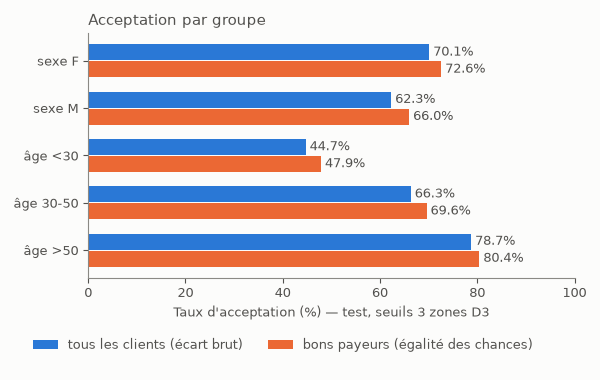 Acceptation par groupe
sexe F
70.1%
72.6%
sexe M
62.3%
66.0%
âge <30
44.7%
47.9%
âge 30-50
66.3%
69.6%
âge >50
78.7%
80.4%
0 20 40 60 80 100
Taux d'acceptation (%) — test, seuils 3 zones D3
tous les clients (écart brut) bons payeurs (égalité des chances)